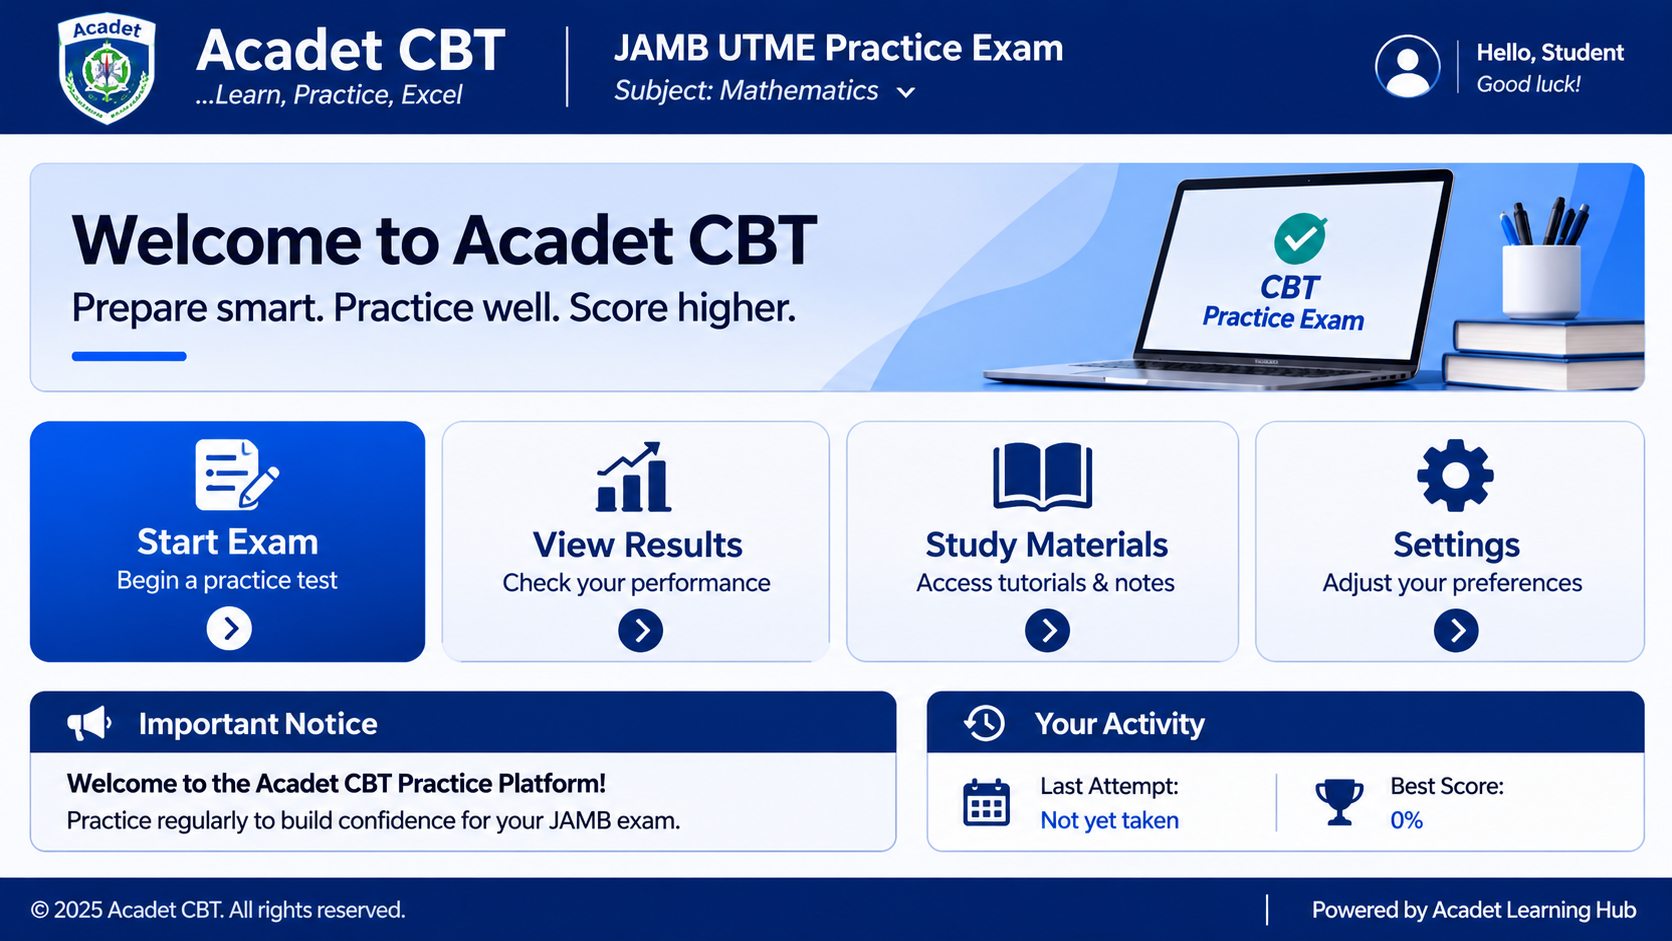 Acadet
Acadet CBT
...Learn, Practice, Excel
JAMB UTME Practice Exam
Subject: Mathematics
Hello, Student
Good luck!
Welcome to Acadet CBT
Prepare smart. Practice well. Score higher.
CBT
Practice Exam
Start Exam
Begin a practice test
View Results
Check your performance
Study Materials
Access tutorials & notes
Settings
Adjust your preferences
Important Notice
Welcome to the Acadet CBT Practice Platform!
Practice regularly to build confidence for your JAMB exam.
Your Activity
Last Attempt:
Not yet taken
Best Score:
0%
© 2025 Acadet CBT. All rights reserved.
Powered by Acadet Learning Hub